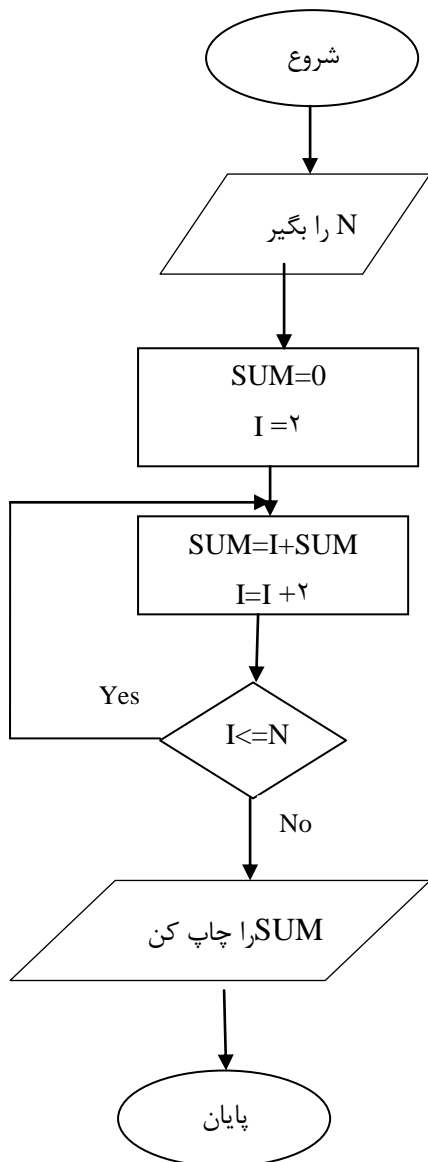 شروع
N را بگیر
SUM=0
I =۲
SUM=I+SUM
I=I +۲
Yes
I<=N
No
SUMرا چاپ کن
پایان